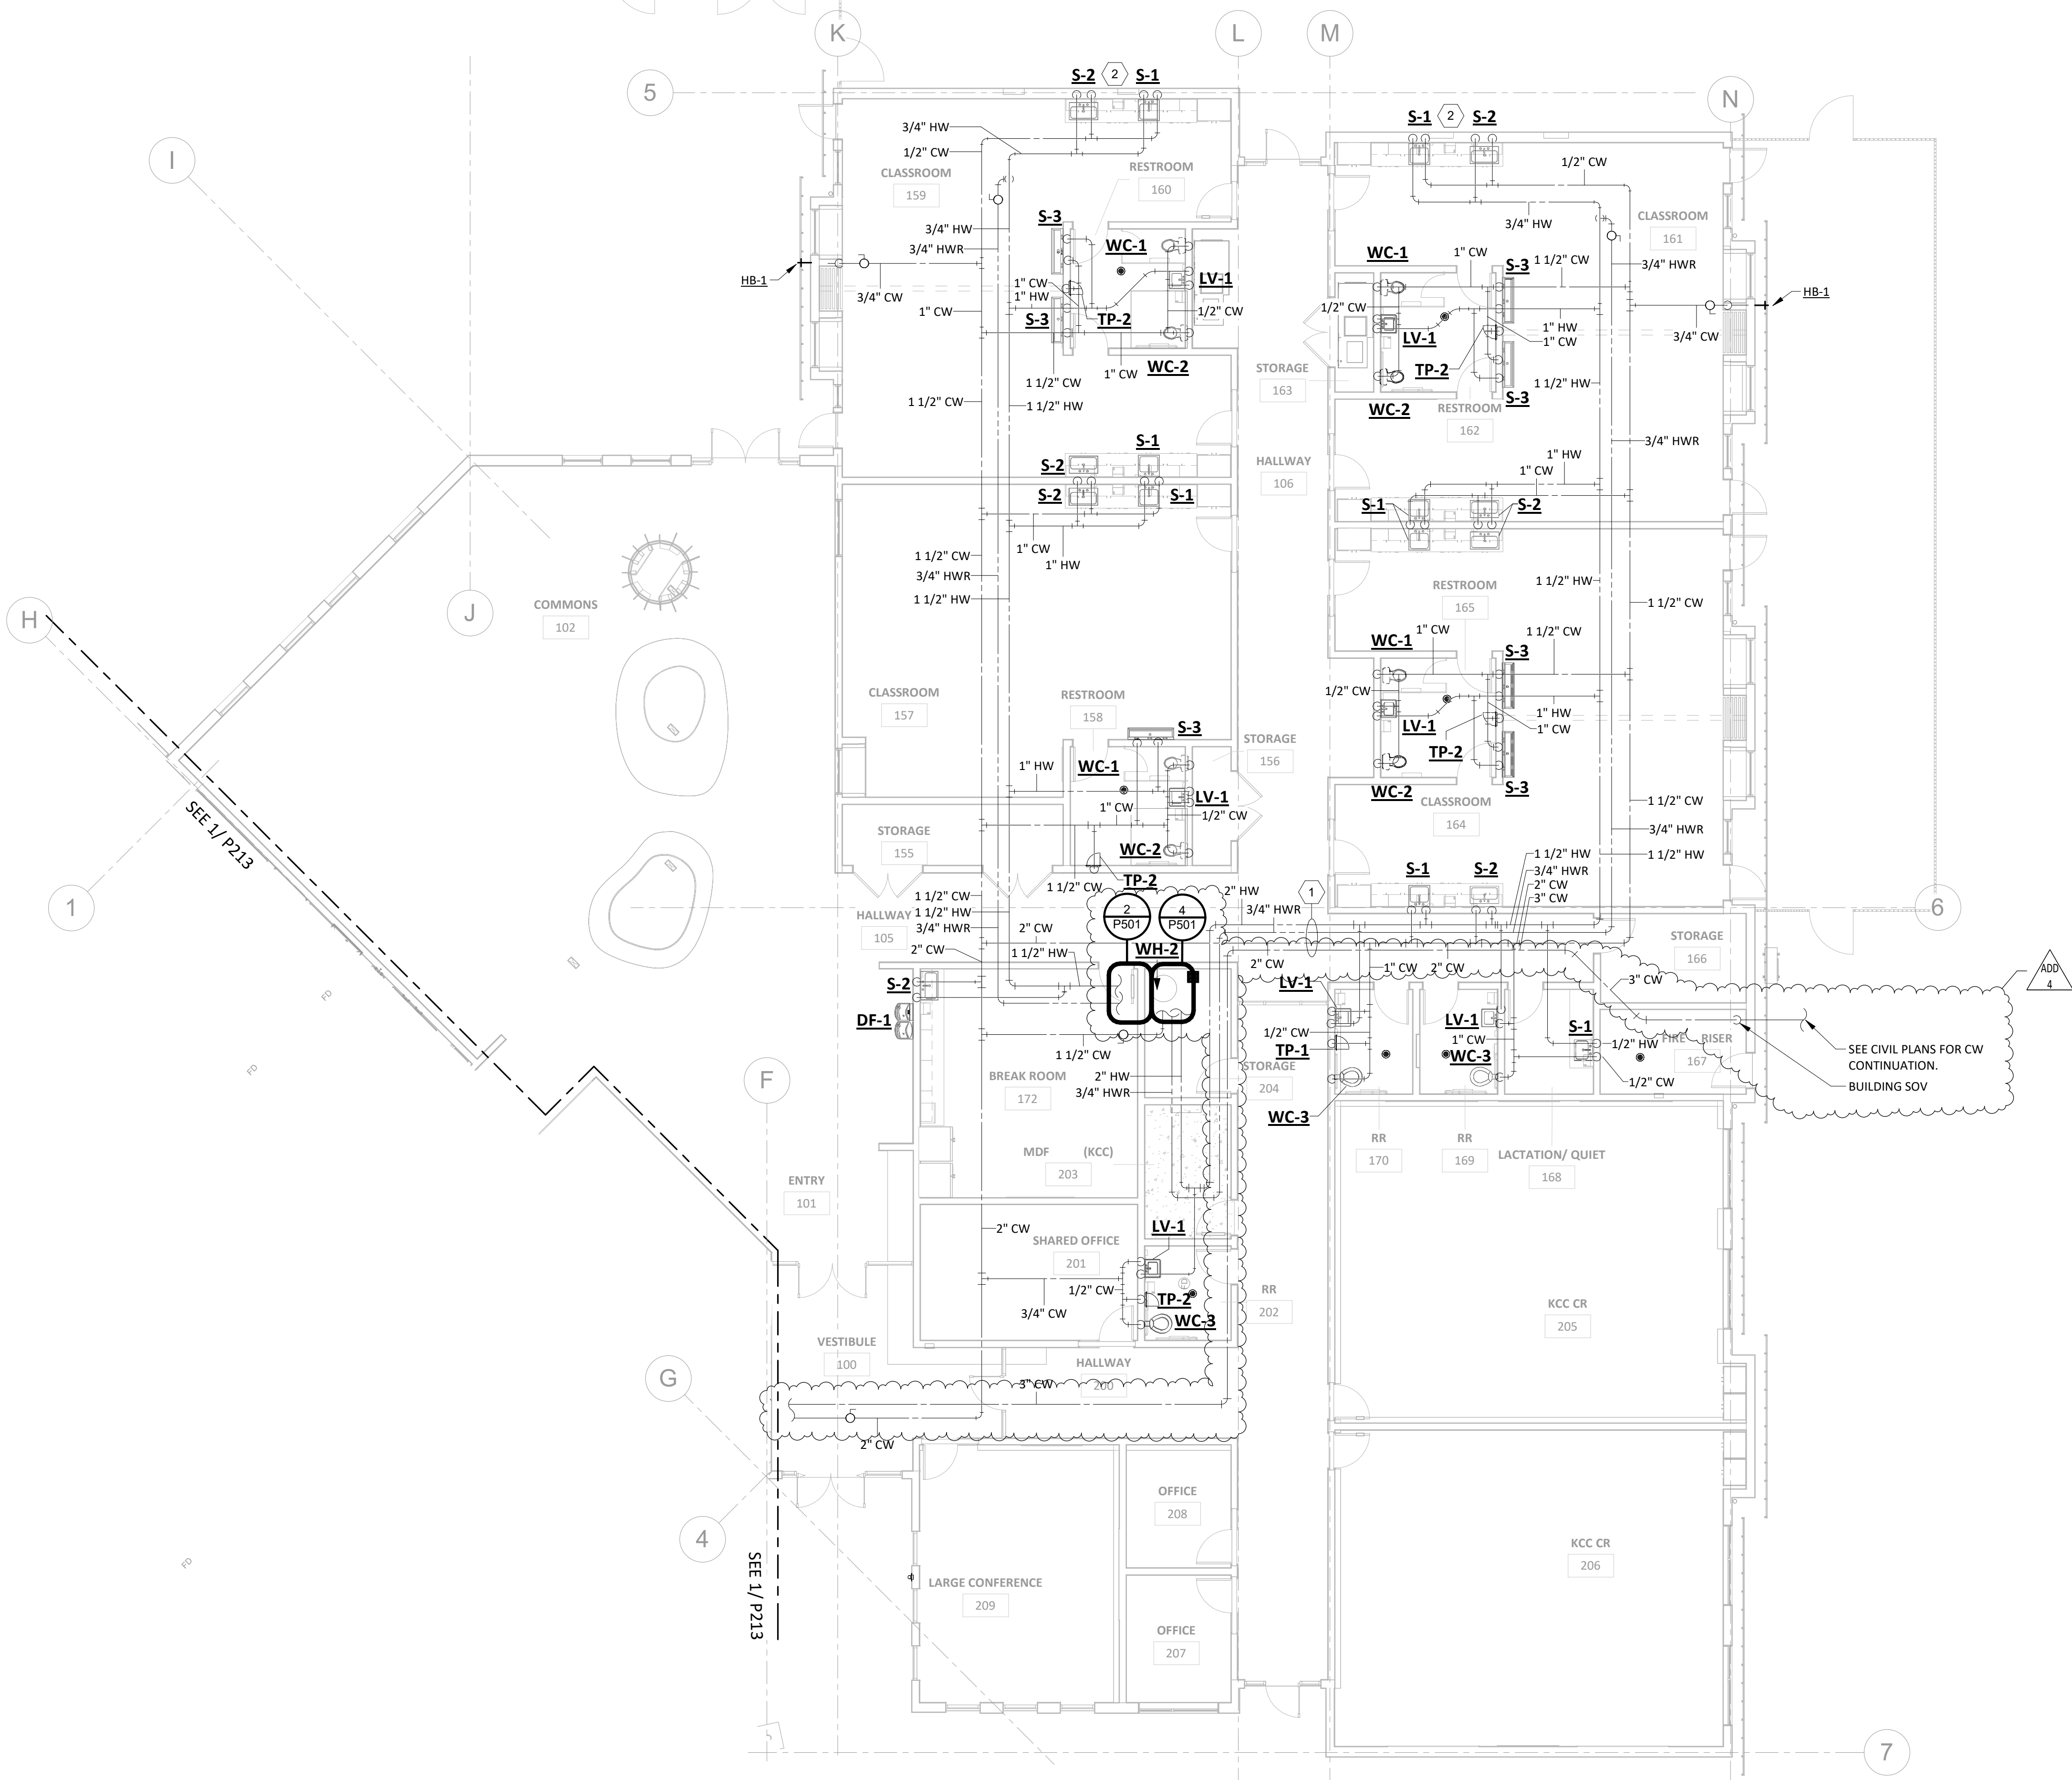 K
L
M
5
N
I
S-2
2
S-1
S-1
2
S-2
3/4" HW
1/2" CW
CLASSROOM
159
RESTROOM
160
1/2" CW
3/4" HW
CLASSROOM
161
S-3
3/4" HW
3/4" HWR
WC-1
WC-1
1" CW
S-3
1 1/2" CW
3/4" HWR
HB-1
3/4" CW
1" CW
1" HW
LV-1
1/2" CW
1" CW
S-3
TP-2
1/2" CW
LV-1
1" HW
1" CW
3/4" CW
HB-1
1 1/2" CW
1" CW
WC-2
STORAGE
163
TP-2
1 1/2" HW
1 1/2" CW
1 1/2" HW
WC-2
RESTROOM
162
S-3
3/4" HWR
S-1
S-2
HALLWAY
106
1" HW
1" CW
S-2
S-1
S-1
S-2
1" CW
1" HW
1 1/2" CW
3/4" HWR
1 1/2" HW
RESTROOM
165
1 1/2" HW
1 1/2" CW
H
J
COMMONS
102
WC-1
1" CW
1 1/2" CW
S-3
CLASSROOM
157
RESTROOM
158
S-3
1/2" CW
LV-1
1" HW
1" CW
TP-2
STORAGE
156
1" HW
WC-1
LV-1
1" CW
1/2" CW
WC-2
S-3
CLASSROOM
164
1 1/2" CW
3/4" HWR
1 1/2" HW
SEE 1/ P213
STORAGE
155
WC-2
TP-2
1 1/2" CW
1
6
S-1
S-2
1 1/2" HW
3/4" HWR
2" CW
3" CW
1 1/2" CW
1 1/2" HW
3/4" HWR
HALLWAY
105
2" CW
2" CW
1 1/2" HW
2
P501
4
P501
WH-2
2" HW
3/4" HWR
1
2" CW
1" CW
2" CW
STORAGE
166
3" CW
ADD
4
S-2
DF-1
1 1/2" CW
LV-1
1/2" CW
TP-1
LV-1
1" CW
WC-3
S-1
1/2" HW
1/2" CW
FIRE RISER
167
SEE CIVIL PLANS FOR CW
CONTINUATION.
BUILDING SOV
F
BREAK ROOM
172
2" HW
3/4" HWR
STORAGE
204
WC-3
RR
170
RR
169
LACTATION/ QUIET
168
MDF (KCC)
203
ENTRY
101
2" CW
LV-1
SHARED OFFICE
201
1/2" CW
3/4" CW
TP-2
WC-3
RR
202
KCC CR
205
VESTIBULE
100
HALLWAY
200
3" CW
2" CW
G
4
SEE 1/ P213
OFFICE
208
KCC CR
206
LARGE CONFERENCE
209
OFFICE
207
7
FD
FD
FD